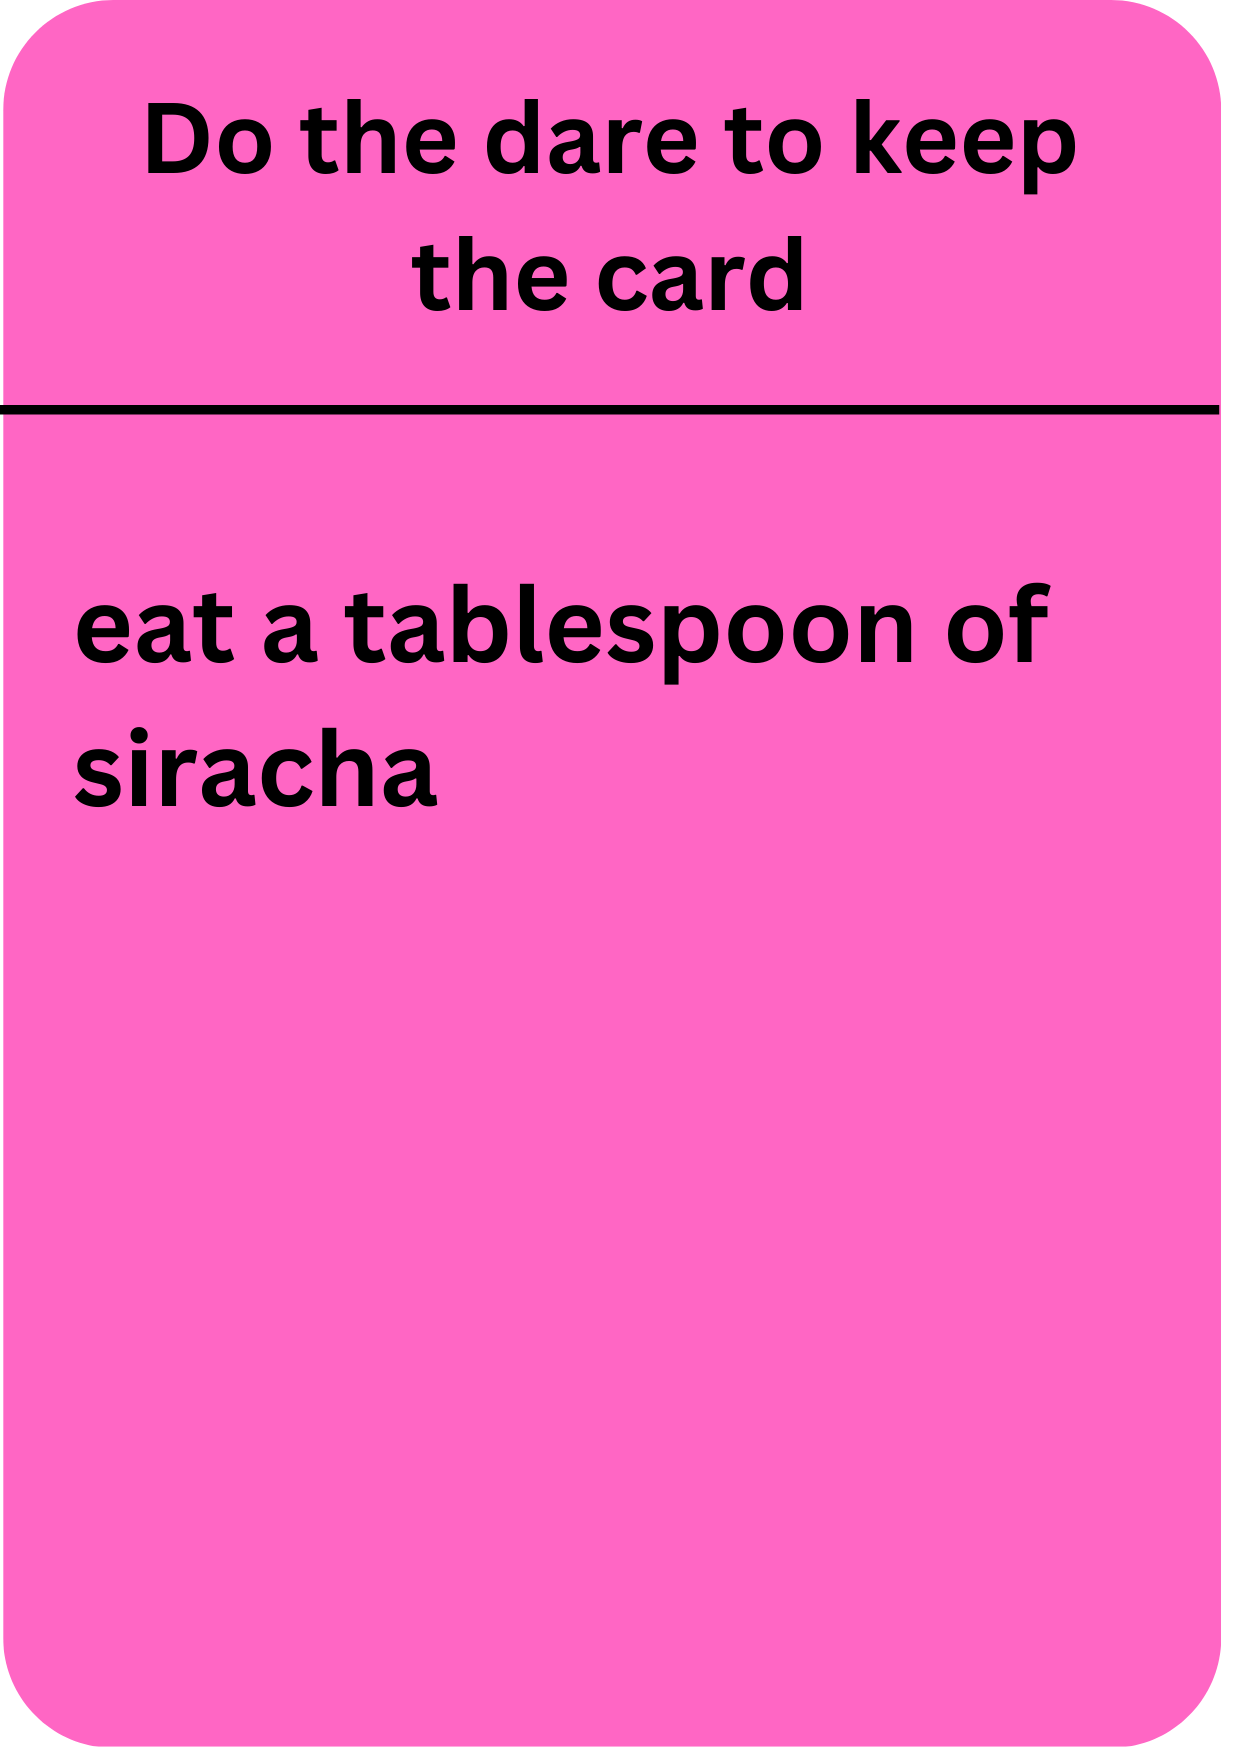 Do the dare to keep
the card
eat a tablespoon of
siracha